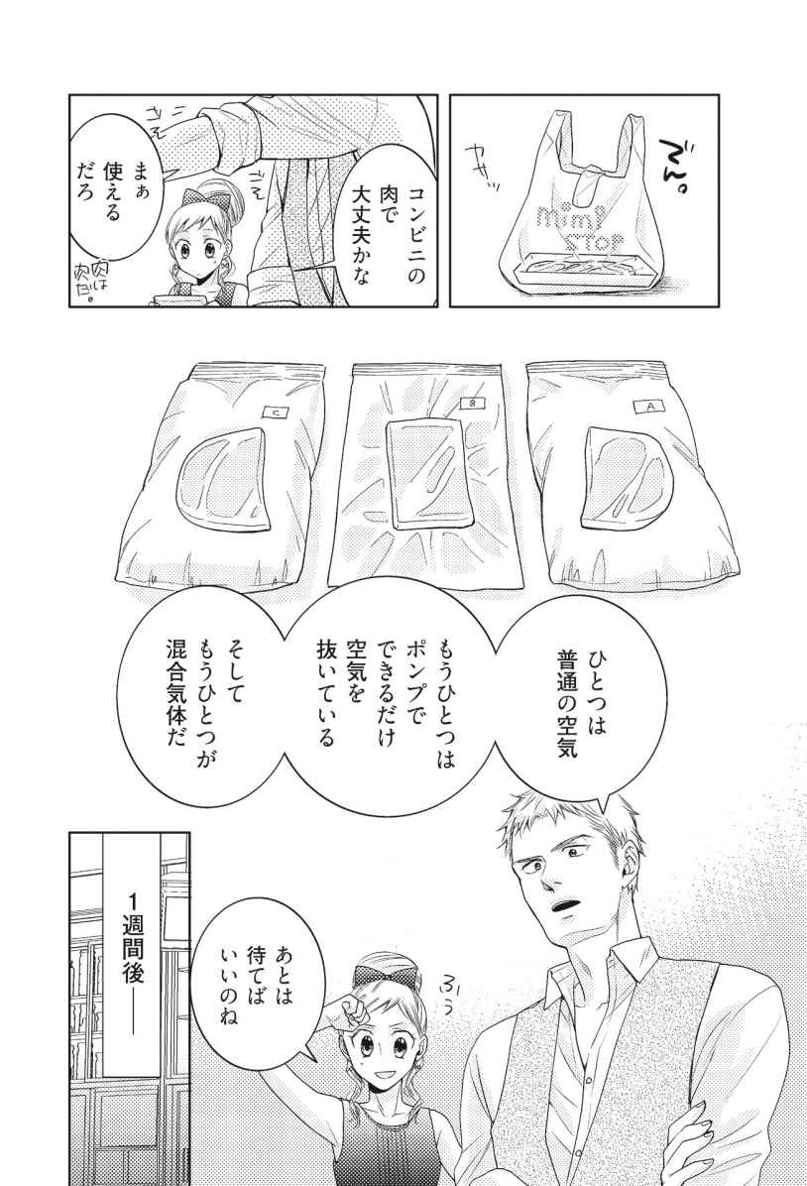 でん。
カサッ
mimi
STOP
コンビニの
肉で
大丈夫かな
まぁ
使える
だろ
肉は
肉だ。
A
B
C
ひとつは
普通の空気
もうひとつは
ポンプで
できるだけ
空気を
抜いている
そして
もうひとつが
混合気体だ
ふぅ
あとは
待てば
いいのね
1週間後──